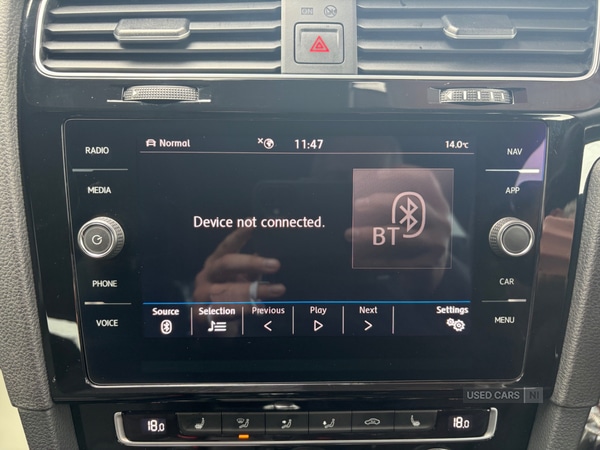 RADIO
MEDIA
PHONE
VOICE
Normal
11:47
14.0°C
Device not connected.
BT
Source
Selection
Previous
Play
Next
Settings
NAV
APP
CAR
MENU
USED CARS NI
18.0
18.0